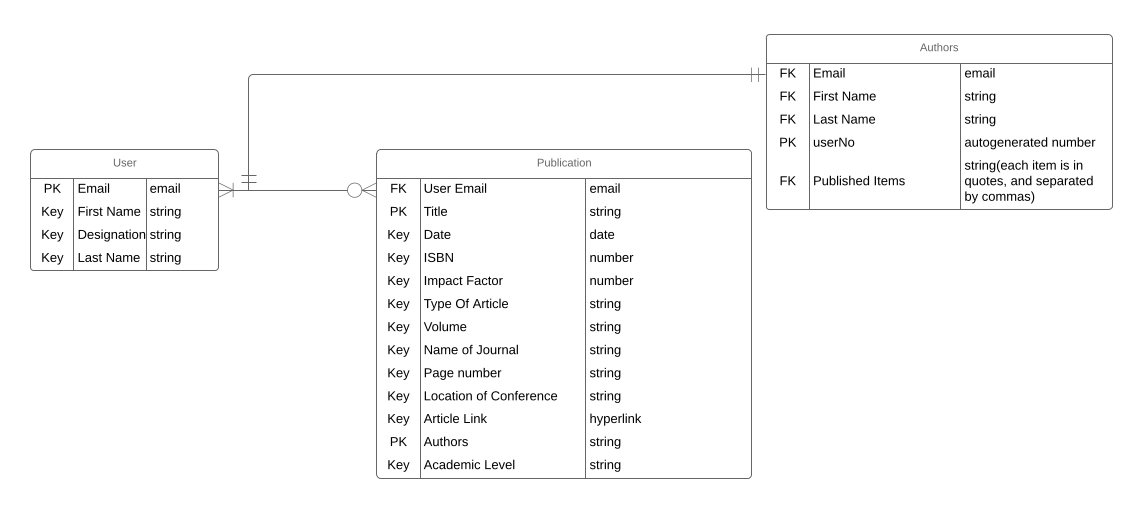 Authors
FK Email email
FK First Name string
FK Last Name string
PK userNo autogenerated number
FK Published Items string(each item is in
quotes, and separated
by commas)
User
PK Email email
Key First Name string
Key Designation string
Key Last Name string
Publication
FK User Email email
PK Title string
Key Date date
Key ISBN number
Key Impact Factor number
Key Type Of Article string
Key Volume string
Key Name of Journal string
Key Page number string
Key Location of Conference string
Key Article Link hyperlink
PK Authors string
Key Academic Level string